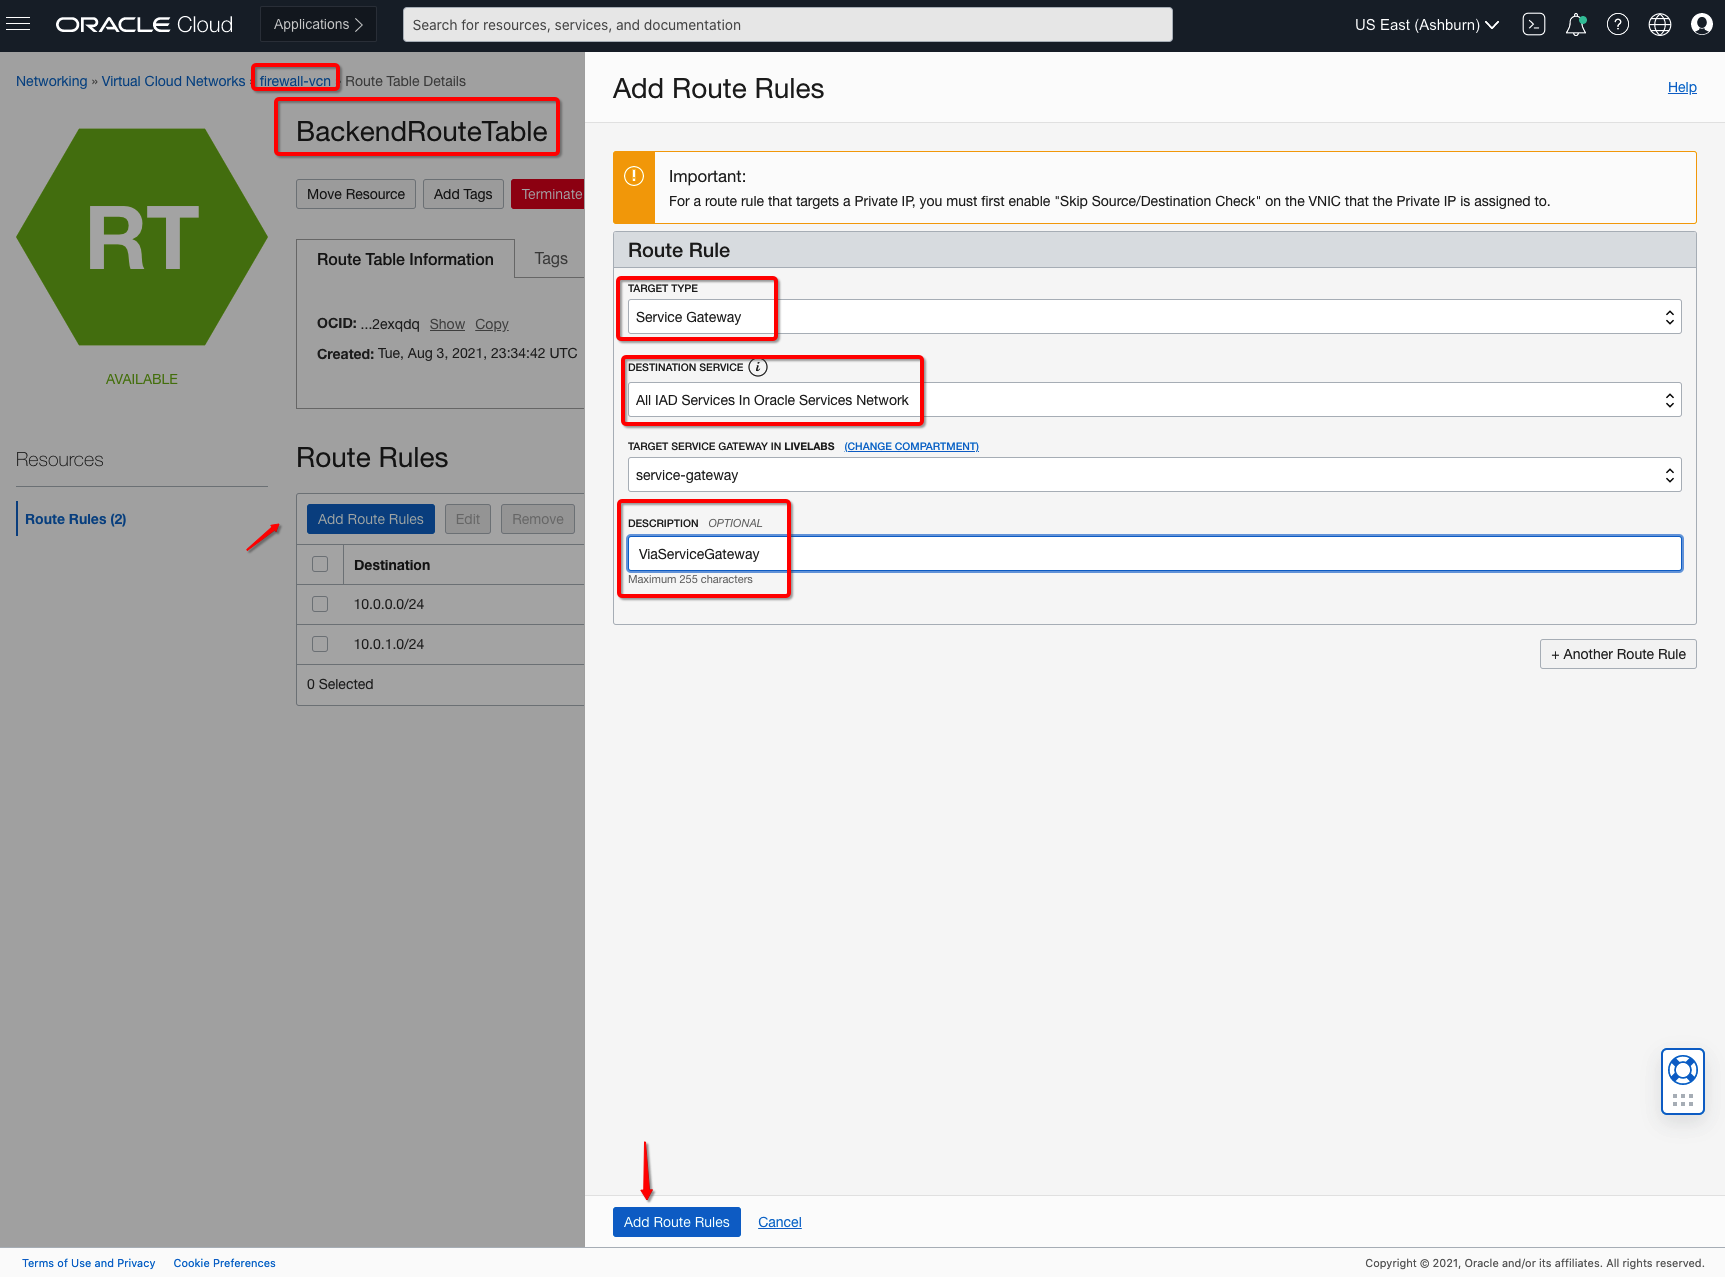 ORACLE Cloud
Applications
Search for resources, services, and documentation
US East (Ashburn)
Networking » Virtual Cloud Networks » firewall-vcn » Route Table Details
BackendRouteTable
RT
AVAILABLE
Move Resource
Add Tags
Terminate
Route Table Information
Tags
OCID: ...2exqdq Show Copy
Created: Tue, Aug 3, 2021, 23:34:42 UTC
Resources
Route Rules (2)
Route Rules
Add Route Rules
Edit
Remove
Destination
10.0.0.0/24
10.0.1.0/24
0 Selected
Add Route Rules
Help
Important:
For a route rule that targets a Private IP, you must first enable "Skip Source/Destination Check" on the VNIC that the Private IP is assigned to.
Route Rule
TARGET TYPE
Service Gateway
DESTINATION SERVICE i
All IAD Services In Oracle Services Network
TARGET SERVICE GATEWAY IN LIVELABS (CHANGE COMPARTMENT)
service-gateway
DESCRIPTION OPTIONAL
ViaServiceGateway
Maximum 255 characters
+ Another Route Rule
Add Route Rules
Cancel
Terms of Use and Privacy
Cookie Preferences
Copyright © 2021, Oracle and/or its affiliates. All rights reserved.